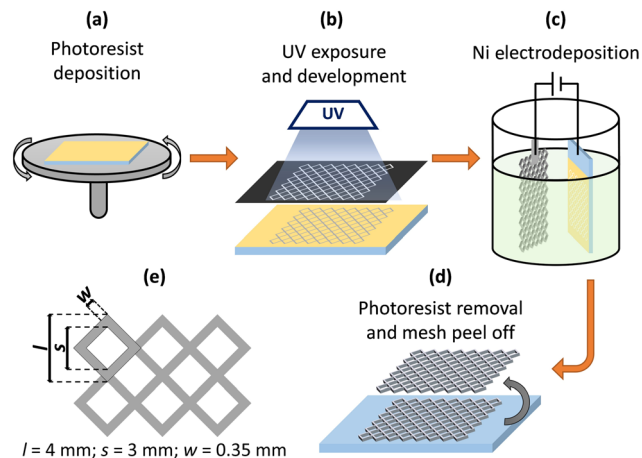 (a)
Photoresist
deposition
(b)
UV exposure
and development
UV
(c)
Ni electrodeposition
(d)
Photoresist removal
and mesh peel off
(e)
w
l
s
l = 4 mm; s = 3 mm; w = 0.35 mm